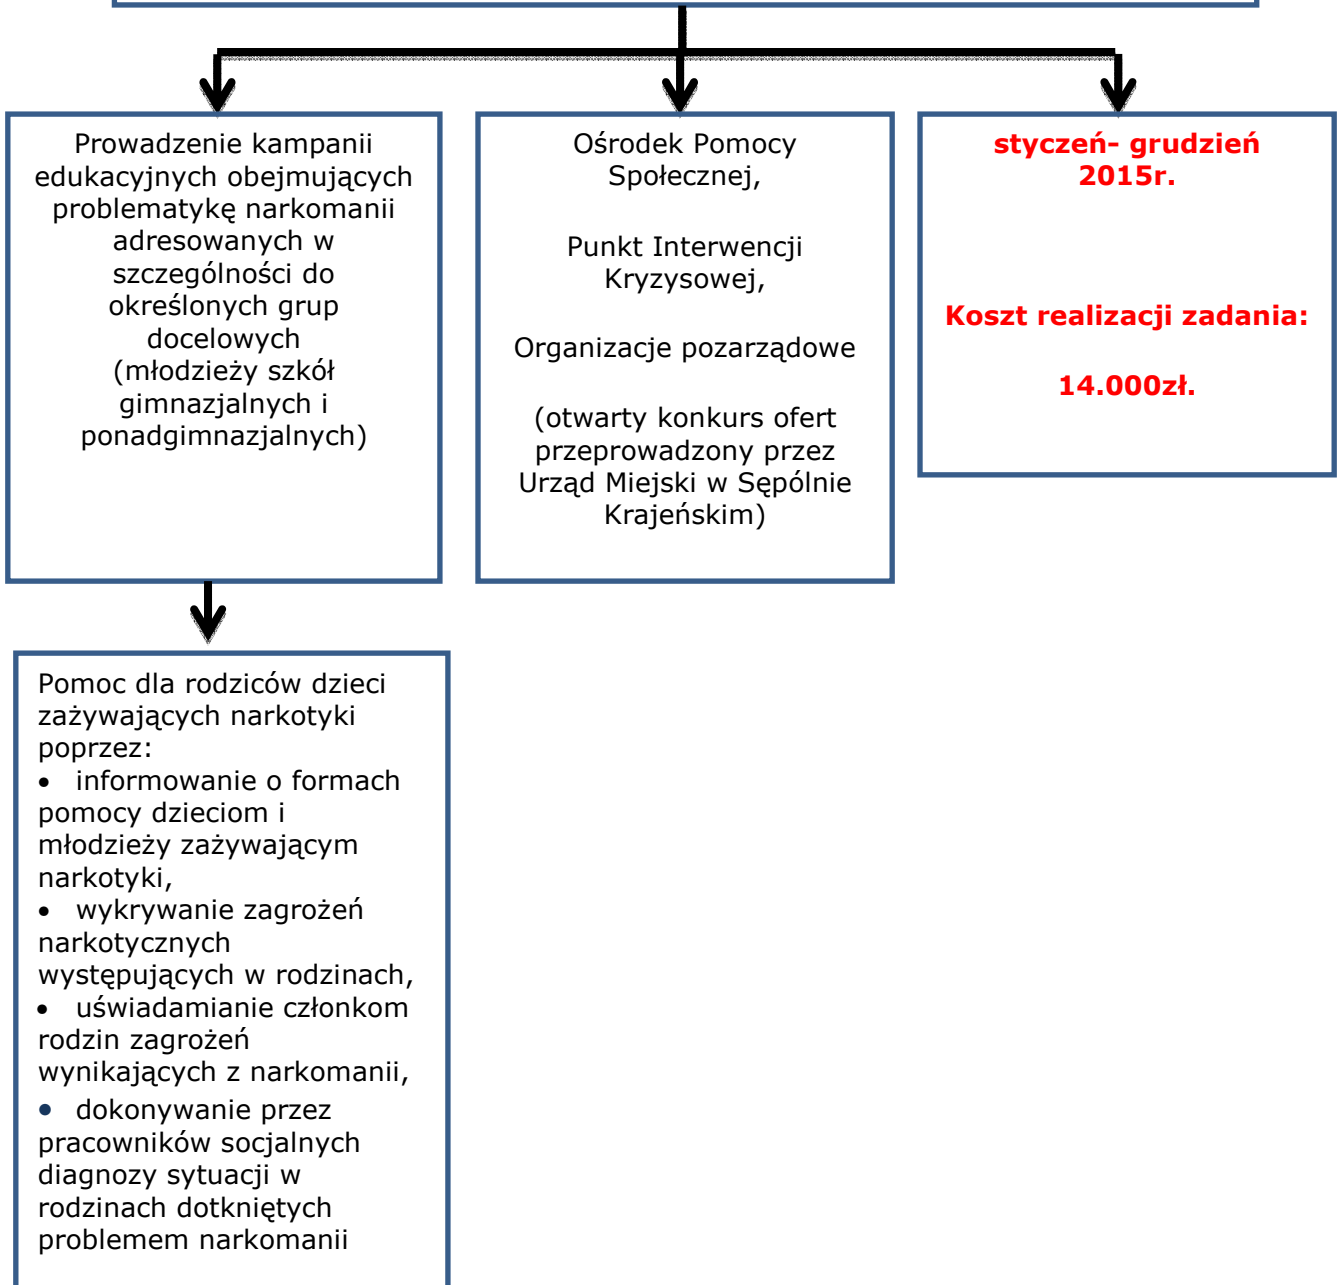 Prowadzenie kampanii
edukacyjnych obejmujących
problematykę narkomanii
adresowanych w
szczególności do
określonych grup
docelowych
(młodzieży szkół
gimnazjalnych i
ponadgimnazjalnych)
Ośrodek Pomocy
Społecznej,
Punkt Interwencji
Kryzysowej,
Organizacje pozarządowe
(otwarty konkurs ofert
przeprowadzony przez
Urząd Miejski w Sępólnie
Krajeńskim)
styczeń- grudzień
2015r.
Koszt realizacji zadania:
14.000zł.
Pomoc dla rodziców dzieci
zażywających narkotyki
poprzez:
• informowanie o formach
pomocy dzieciom i
młodzieży zażywającym
narkotyki,
• wykrywanie zagrożeń
narkotycznych
występujących w rodzinach,
• uświadamianie członkom
rodzin zagrożeń
wynikających z narkomanii,
• dokonywanie przez
pracowników socjalnych
diagnozy sytuacji w
rodzinach dotkniętych
problemem narkomanii